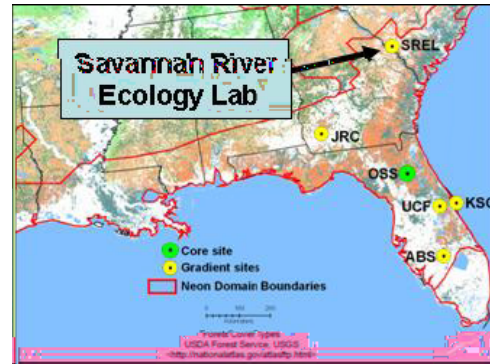 Savannah River
Ecology Lab
SREL
JRC
OSS
UCF
KSC
ABS
Core site
Gradient sites
Neon Domain Boundaries
USDA Forest Service, USGS